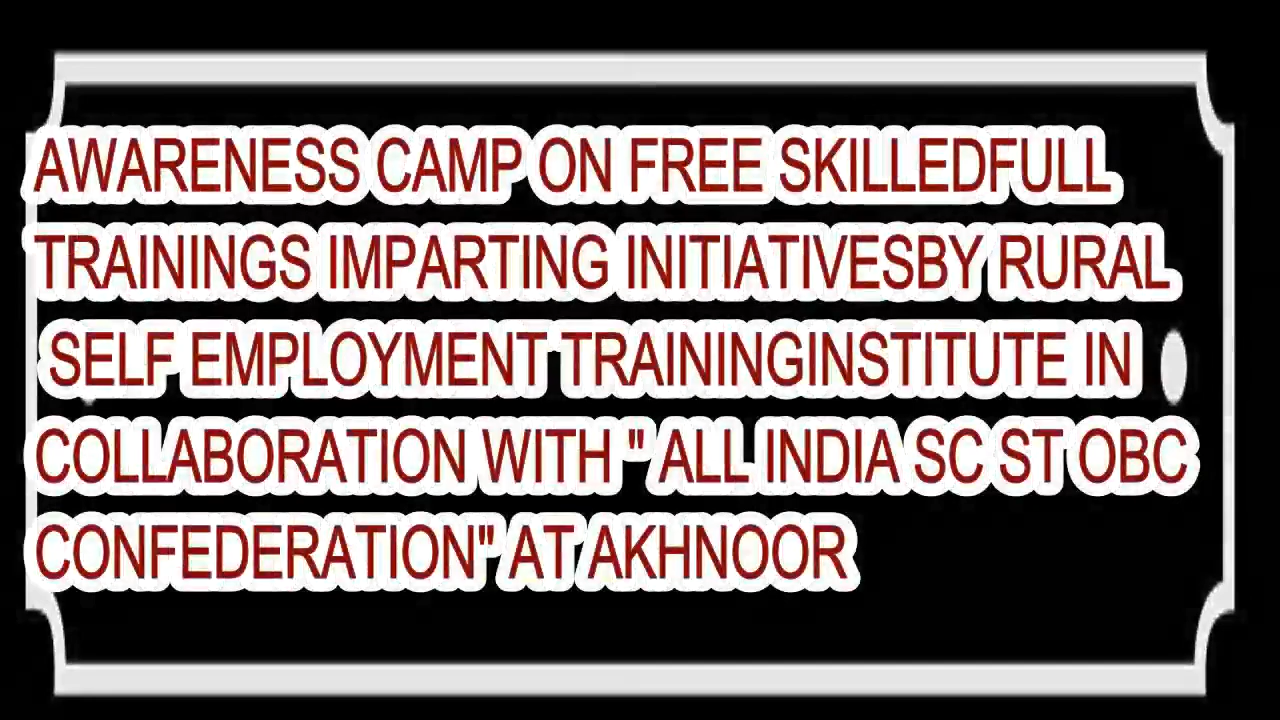 AWARENESS CAMP ON FREE SKILLEDFULL
TRAININGS IMPARTING INITIATIVESBY RURAL
SELF EMPLOYMENT TRAININGINSTITUTE IN
COLLABORATION WITH " ALL INDIA SC ST OBC
CONFEDERATION" AT AKHNOOR